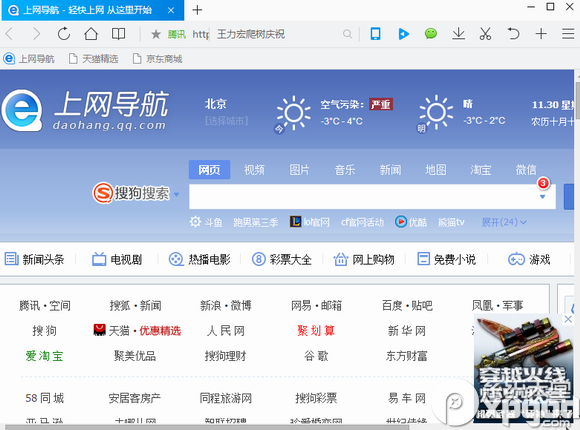 上网导航 - 轻快上网 从这里开始
腾讯 http 王力宏爬树庆祝
上网导航 天猫精选 京东商城
上网导航
daohang.qq.com
北京
[选择城市]
今
空气污染: 严重
-3°C - 4°C
明
晴
-3°C - 2°C
11.30 星期
农历十月
网页 视频 图片 音乐 新闻 地图 淘宝 微信
S 搜狗搜索
3
斗鱼 跑男第三季 lol官网 cf官网活动 优酷 熊猫tv 展开(24)
新闻头条 电视剧 热播电影 彩票大全 网上购物 免费小说 游戏
腾讯 • 空间 搜狐 • 新闻 新浪 • 微博 网易 • 邮箱 百度 • 贴吧 凤凰 • 军事
搜 狗 天猫 • 优惠精选 人 民 网 聚 划 算 新 华 网
爱 淘 宝 聚美优品 搜狗理财 谷 歌 东方财富
58 同 城 安居客房产 同程旅游网 搜狗彩票 易 车 网
穿越火线